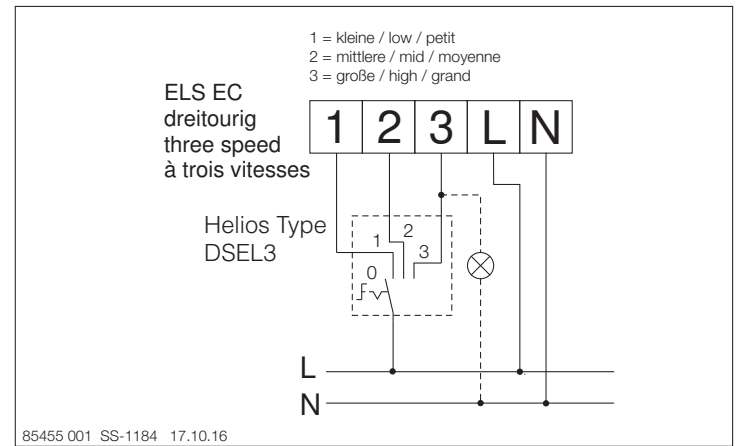 1 = kleine / low / petit
2 = mittlere / mid / moyenne
3 = große / high / grand
ELS EC
dreitourig
three speed
à trois vitesses
1 2 3 L N
Helios Type
DSEL3
0 1 2 3
L
N
85455 001 SS-1184 17.10.16